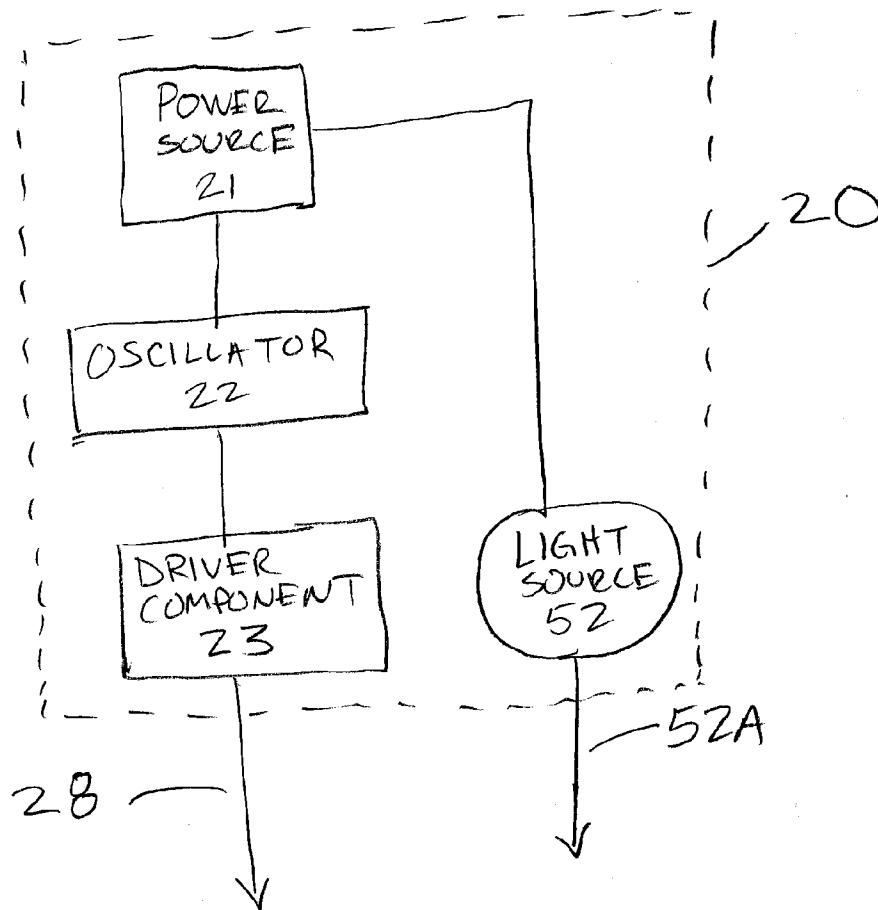 POWER
SOURCE
21
20
OSCILLATOR
22
DRIVER
COMPONENT
23
LIGHT
SOURCE
52
52A
28